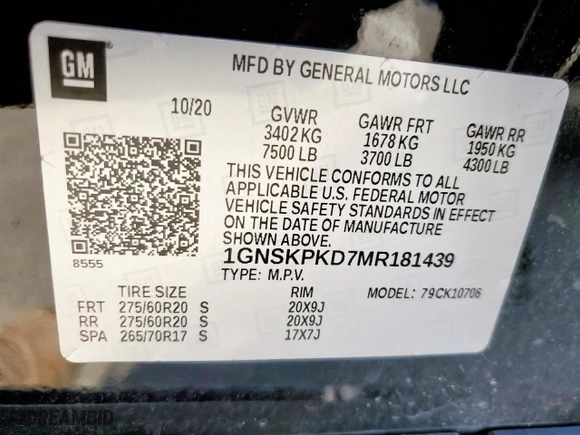 GM
MFD BY GENERAL MOTORS LLC
10/20 GVWR GAWR FRT GAWR RR
3402 KG 1678 KG 1950 KG
7500 LB 3700 LB 4300 LB
THIS VEHICLE CONFORMS TO ALL
APPLICABLE U.S. FEDERAL MOTOR
VEHICLE SAFETY STANDARDS IN EFFECT
ON THE DATE OF MANUFACTURE
SHOWN ABOVE.
8555
1GNSKPKD7MR181439
TYPE: M.P.V.
TIRE SIZE RIM MODEL: 79CK10706
FRT 275/60R20 S 20X9J
RR 275/60R20 S 20X9J
SPA 265/70R17 S 17X7J
DREAMBID